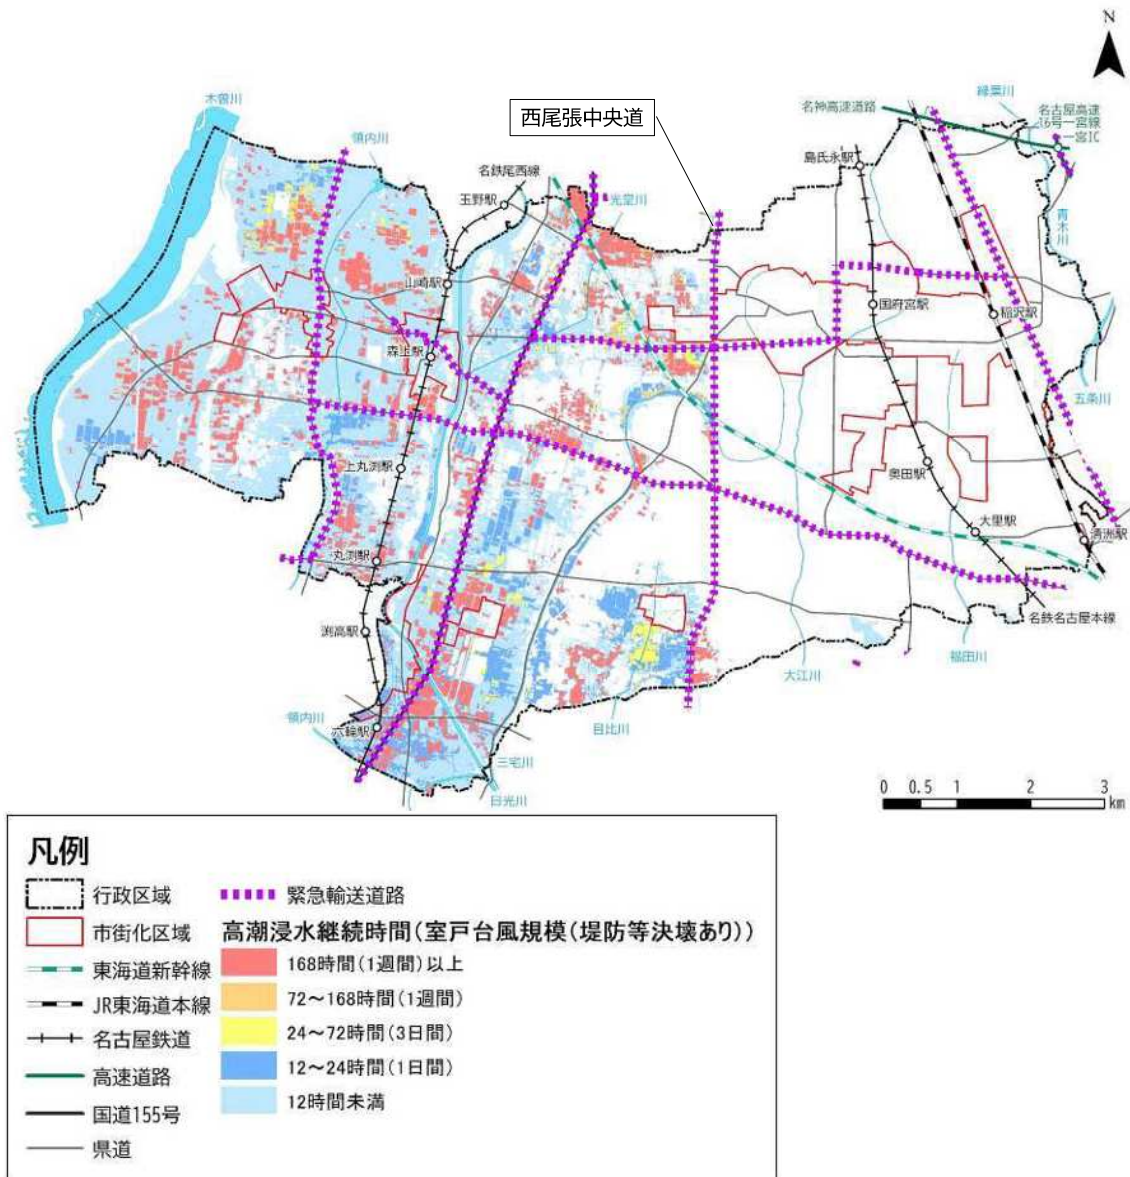 N
木曽川
領内川
名鉄尾西線
玉野駅
光堂川
西尾張中央道
名神高速道路
島氏永駅
縁葉川
名古屋高速
16号一宮線
一宮IC
青木川
山崎駅
国府宮駅
稲沢駅
森上駅
五条川
上丸渕駅
奥田駅
大里駅
清洲駅
丸渕駅
渕高駅
名鉄名古屋本線
福田川
大江川
領内川
六輪駅
目比川
三宅川
日光川
0 0.5 1 2 3
km
凡例
行政区域
市街化区域
東海道新幹線
JR東海道本線
名古屋鉄道
高速道路
国道155号
県道
緊急輸送道路
高潮浸水継続時間(室戸台風規模(堤防等決壊あり))
168時間(1週間)以上
72～168時間(1週間)
24～72時間(3日間)
12～24時間(1日間)
12時間未満